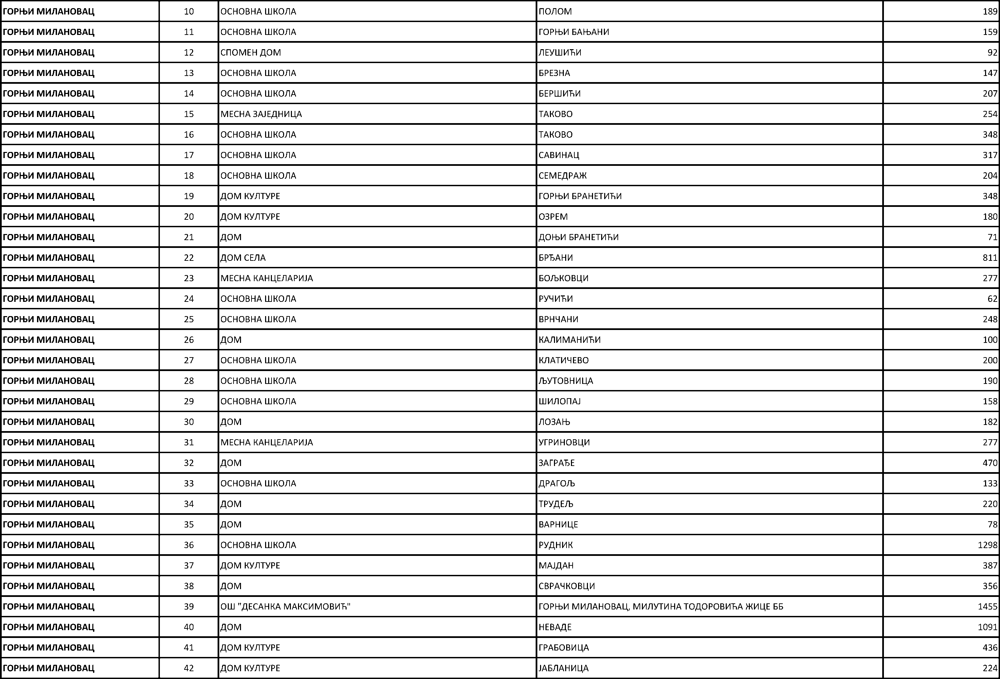 ГОРЊИ МИЛАНОВАЦ 10 ОСНОВНА ШКОЛА ПОЛОМ 189
ГОРЊИ МИЛАНОВАЦ 11 ОСНОВНА ШКОЛА ГОРЊИ БАЊАНИ 159
ГОРЊИ МИЛАНОВАЦ 12 СПОМЕН ДОМ ЛЕУШИЋИ 92
ГОРЊИ МИЛАНОВАЦ 13 ОСНОВНА ШКОЛА БРЕЗНА 147
ГОРЊИ МИЛАНОВАЦ 14 ОСНОВНА ШКОЛА БЕРШИЋИ 207
ГОРЊИ МИЛАНОВАЦ 15 МЕСНА ЗАЈЕДНИЦА ТАКОВО 254
ГОРЊИ МИЛАНОВАЦ 16 ОСНОВНА ШКОЛА ТАКОВО 348
ГОРЊИ МИЛАНОВАЦ 17 ОСНОВНА ШКОЛА САВИНАЦ 317
ГОРЊИ МИЛАНОВАЦ 18 ОСНОВНА ШКОЛА СЕМЕДРАЖ 204
ГОРЊИ МИЛАНОВАЦ 19 ДОМ КУЛТУРЕ ГОРЊИ БРАНЕТИЋИ 348
ГОРЊИ МИЛАНОВАЦ 20 ДОМ КУЛТУРЕ ОЗРЕМ 180
ГОРЊИ МИЛАНОВАЦ 21 ДОМ ДОЊИ БРАНЕТИЋИ 71
ГОРЊИ МИЛАНОВАЦ 22 ДОМ СЕЛА БРЂАНИ 811
ГОРЊИ МИЛАНОВАЦ 23 МЕСНА КАНЦЕЛАРИЈА БОЉКОВЦИ 277
ГОРЊИ МИЛАНОВАЦ 24 ОСНОВНА ШКОЛА РУЧИЋИ 62
ГОРЊИ МИЛАНОВАЦ 25 ОСНОВНА ШКОЛА ВРНЧАНИ 248
ГОРЊИ МИЛАНОВАЦ 26 ДОМ КАЛИМАНИЋИ 100
ГОРЊИ МИЛАНОВАЦ 27 ОСНОВНА ШКОЛА КЛАТИЧЕВО 200
ГОРЊИ МИЛАНОВАЦ 28 ОСНОВНА ШКОЛА ЉУТОВНИЦА 190
ГОРЊИ МИЛАНОВАЦ 29 ОСНОВНА ШКОЛА ШИЛОПАЈ 158
ГОРЊИ МИЛАНОВАЦ 30 ДОМ ЛОЗАЊ 182
ГОРЊИ МИЛАНОВАЦ 31 МЕСНА КАНЦЕЛАРИЈА УГРИНОВЦИ 277
ГОРЊИ МИЛАНОВАЦ 32 ДОМ ЗАГРАЂЕ 470
ГОРЊИ МИЛАНОВАЦ 33 ОСНОВНА ШКОЛА ДРАГОЉ 133
ГОРЊИ МИЛАНОВАЦ 34 ДОМ ТРУДЕЉ 220
ГОРЊИ МИЛАНОВАЦ 35 ДОМ ВАРНИЦЕ 78
ГОРЊИ МИЛАНОВАЦ 36 ОСНОВНА ШКОЛА РУДНИК 1298
ГОРЊИ МИЛАНОВАЦ 37 ДОМ КУЛТУРЕ МАЈДАН 387
ГОРЊИ МИЛАНОВАЦ 38 ДОМ СВРАЧКОВЦИ 356
ГОРЊИ МИЛАНОВАЦ 39 ОШ "ДЕСАНКА МАКСИМОВИЋ" ГОРЊИ МИЛАНОВАЦ, МИЛУТИНА ТОДОРОВИЋА ЖИЦЕ ББ 1455
ГОРЊИ МИЛАНОВАЦ 40 ДОМ НЕВАДЕ 1091
ГОРЊИ МИЛАНОВАЦ 41 ДОМ КУЛТУРЕ ГРАБОВИЦА 436
ГОРЊИ МИЛАНОВАЦ 42 ДОМ КУЛТУРЕ ЈАБЛАНИЦА 224